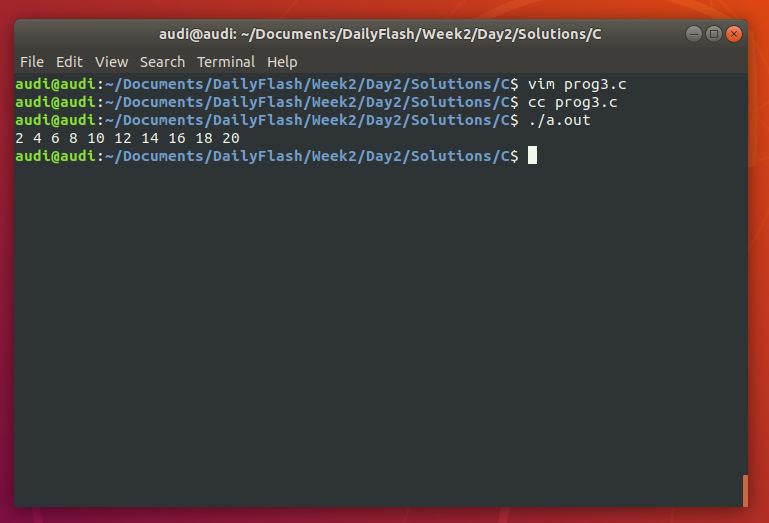 audi@audi: ~/Documents/DailyFlash/Week2/Day2/Solutions/C
File Edit View Search Terminal Help
audi@audi:~/Documents/DailyFlash/Week2/Day2/Solutions/C$ vim prog3.c
audi@audi:~/Documents/DailyFlash/Week2/Day2/Solutions/C$ cc prog3.c
audi@audi:~/Documents/DailyFlash/Week2/Day2/Solutions/C$ ./a.out
2 4 6 8 10 12 14 16 18 20
audi@audi:~/Documents/DailyFlash/Week2/Day2/Solutions/C$